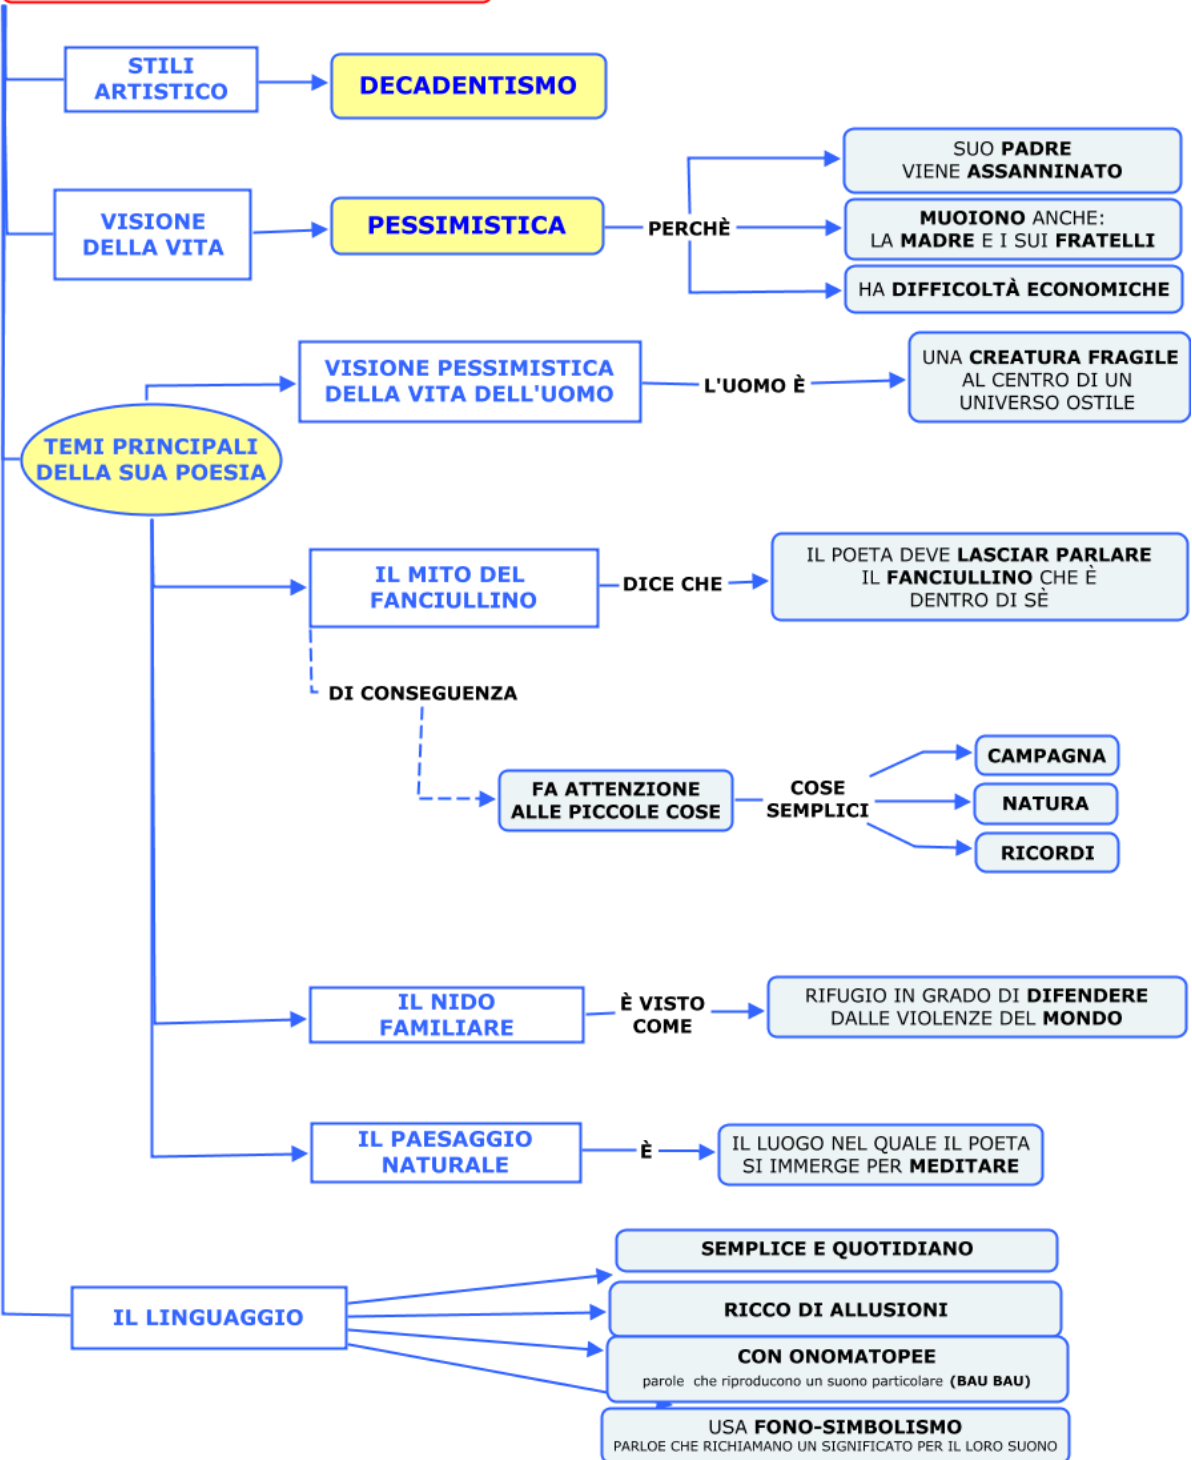 STILI
ARTISTICO
DECADENTISMO
VISIONE
DELLA VITA
PESSIMISTICA
PERCHÈ
SUO PADRE
VIENE ASSANNINATO
MUOIONO ANCHE:
LA MADRE E I SUI FRATELLI
HA DIFFICOLTÀ ECONOMICHE
TEMI PRINCIPALI
DELLA SUA POESIA
VISIONE PESSIMISTICA
DELLA VITA DELL'UOMO
L'UOMO È
UNA CREATURA FRAGILE
AL CENTRO DI UN
UNIVERSO OSTILE
IL MITO DEL
FANCIULLINO
DICE CHE
IL POETA DEVE LASCIAR PARLARE
IL FANCIULLINO CHE È
DENTRO DI SÈ
DI CONSEGUENZA
FA ATTENZIONE
ALLE PICCOLE COSE
COSE
SEMPLICI
CAMPAGNA
NATURA
RICORDI
IL NIDO
FAMILIARE
È VISTO
COME
RIFUGIO IN GRADO DI DIFENDERE
DALLE VIOLENZE DEL MONDO
IL PAESAGGIO
NATURALE
È
IL LUOGO NEL QUALE IL POETA
SI IMMERGE PER MEDITARE
IL LINGUAGGIO
SEMPLICE E QUOTIDIANO
RICCO DI ALLUSIONI
CON ONOMATOPEE
parole che riproducono un suono particolare (BAU BAU)
USA FONO-SIMBOLISMO
PARLOE CHE RICHIAMANO UN SIGNIFICATO PER IL LORO SUONO